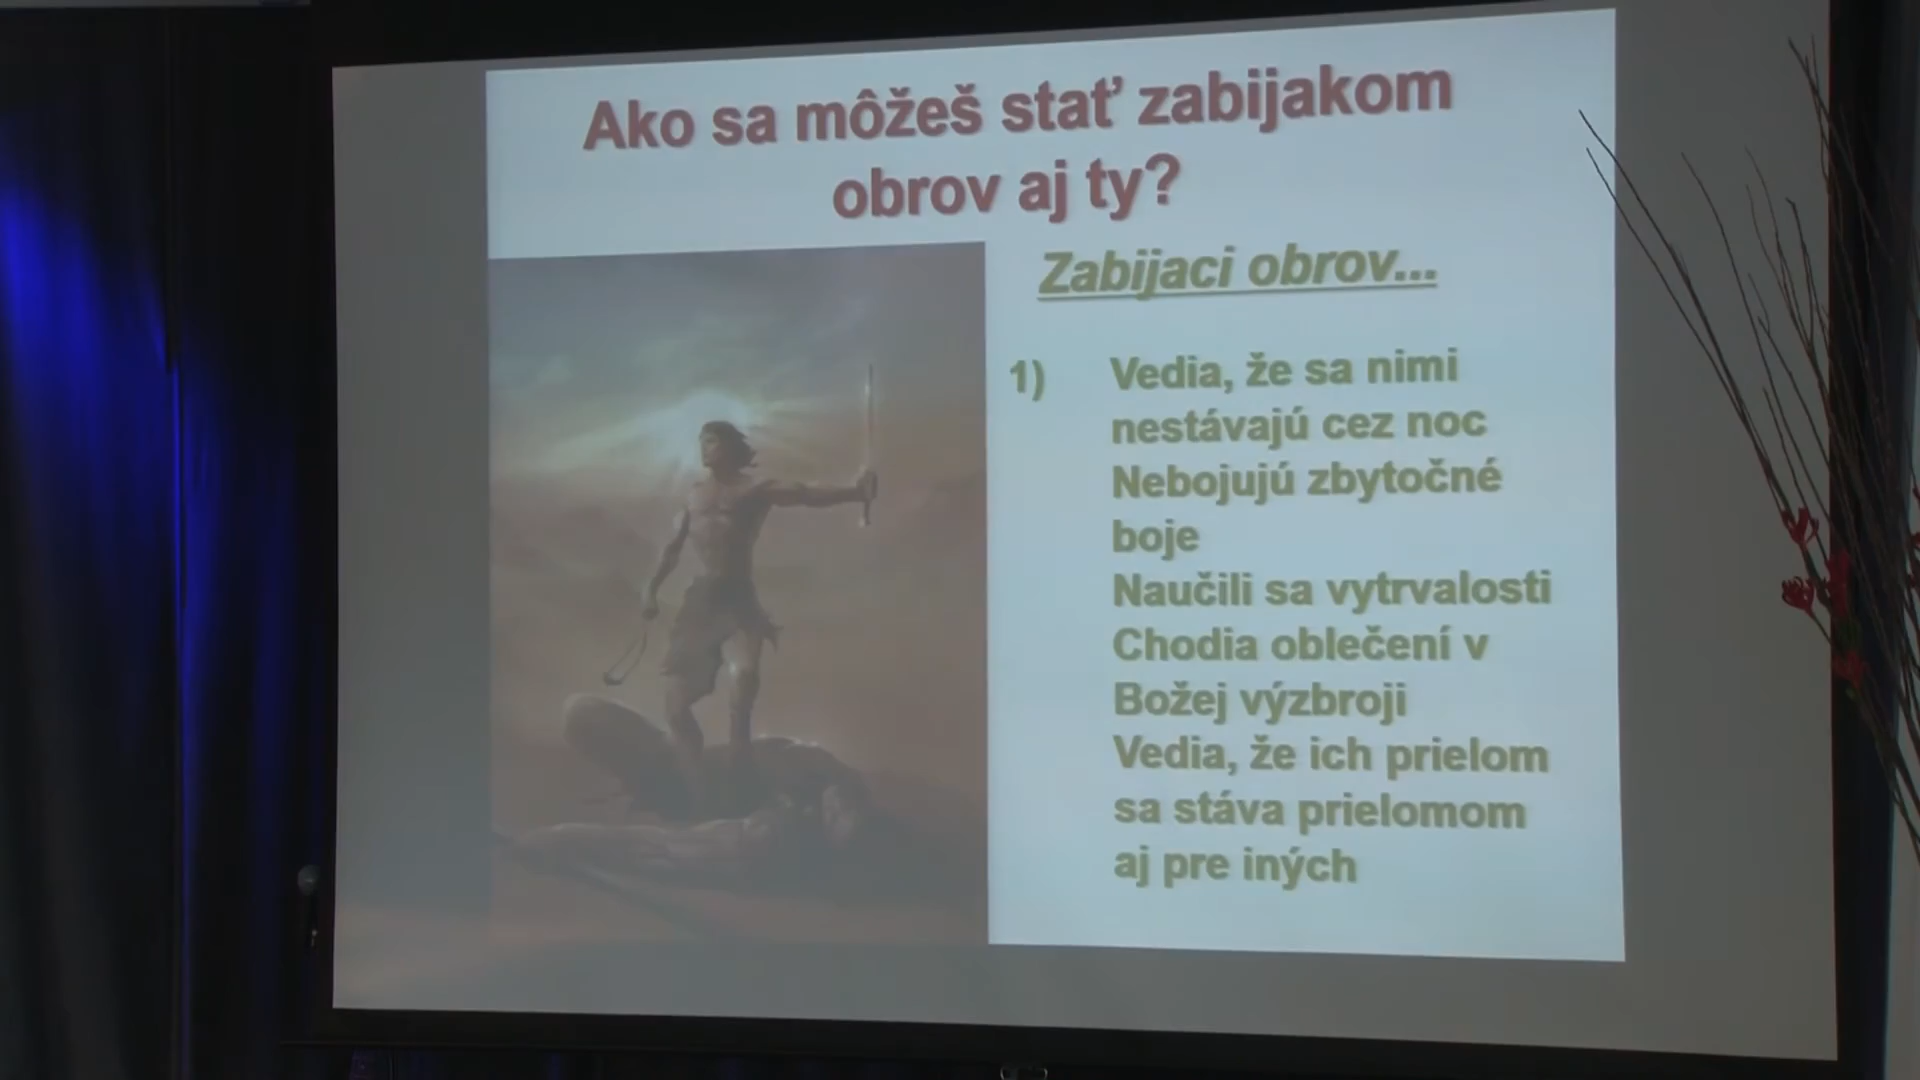 Ako sa môžeš stať zabijakom
obrov aj ty?
Zabijaci obrov...
1) Vedia, že sa nimi
nestávajú cez noc
Nebojujú zbytočné
boje
Naučili sa vytrvalosti
Chodia oblečení v
Božej výzbroji
Vedia, že ich prielom
sa stáva prielomom
aj pre iných